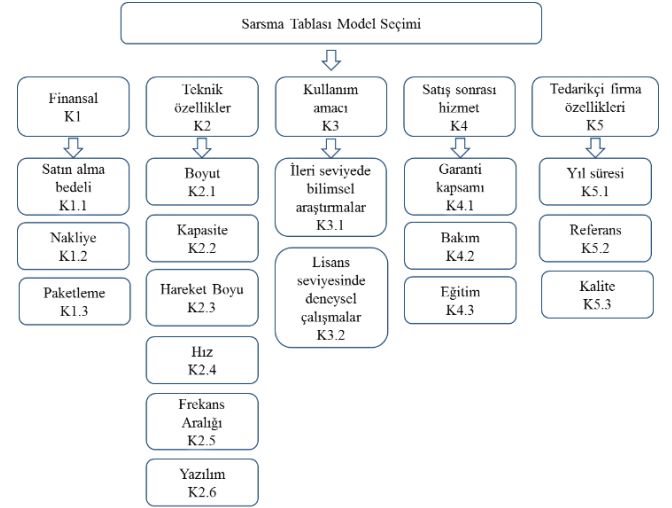 Sarsma Tablası Model Seçimi
Finansal
K1
Satın alma
bedeli
K1.1
Nakliye
K1.2
Paketleme
K1.3
Teknik
özellikler
K2
Boyut
K2.1
Kapasite
K2.2
Hareket Boyu
K2.3
Hız
K2.4
Frekans
Aralığı
K2.5
Yazılım
K2.6
Kullanım
amacı
K3
İleri seviyede
bilimsel
araştırmalar
K3.1
Lisans
seviyesinde
deneysel
çalışmalar
K3.2
Satış sonrası
hizmet
K4
Garanti
kapsamı
K4.1
Bakım
K4.2
Eğitim
K4.3
Tedarikçi firma
özellikleri
K5
Yıl süresi
K5.1
Referans
K5.2
Kalite
K5.3